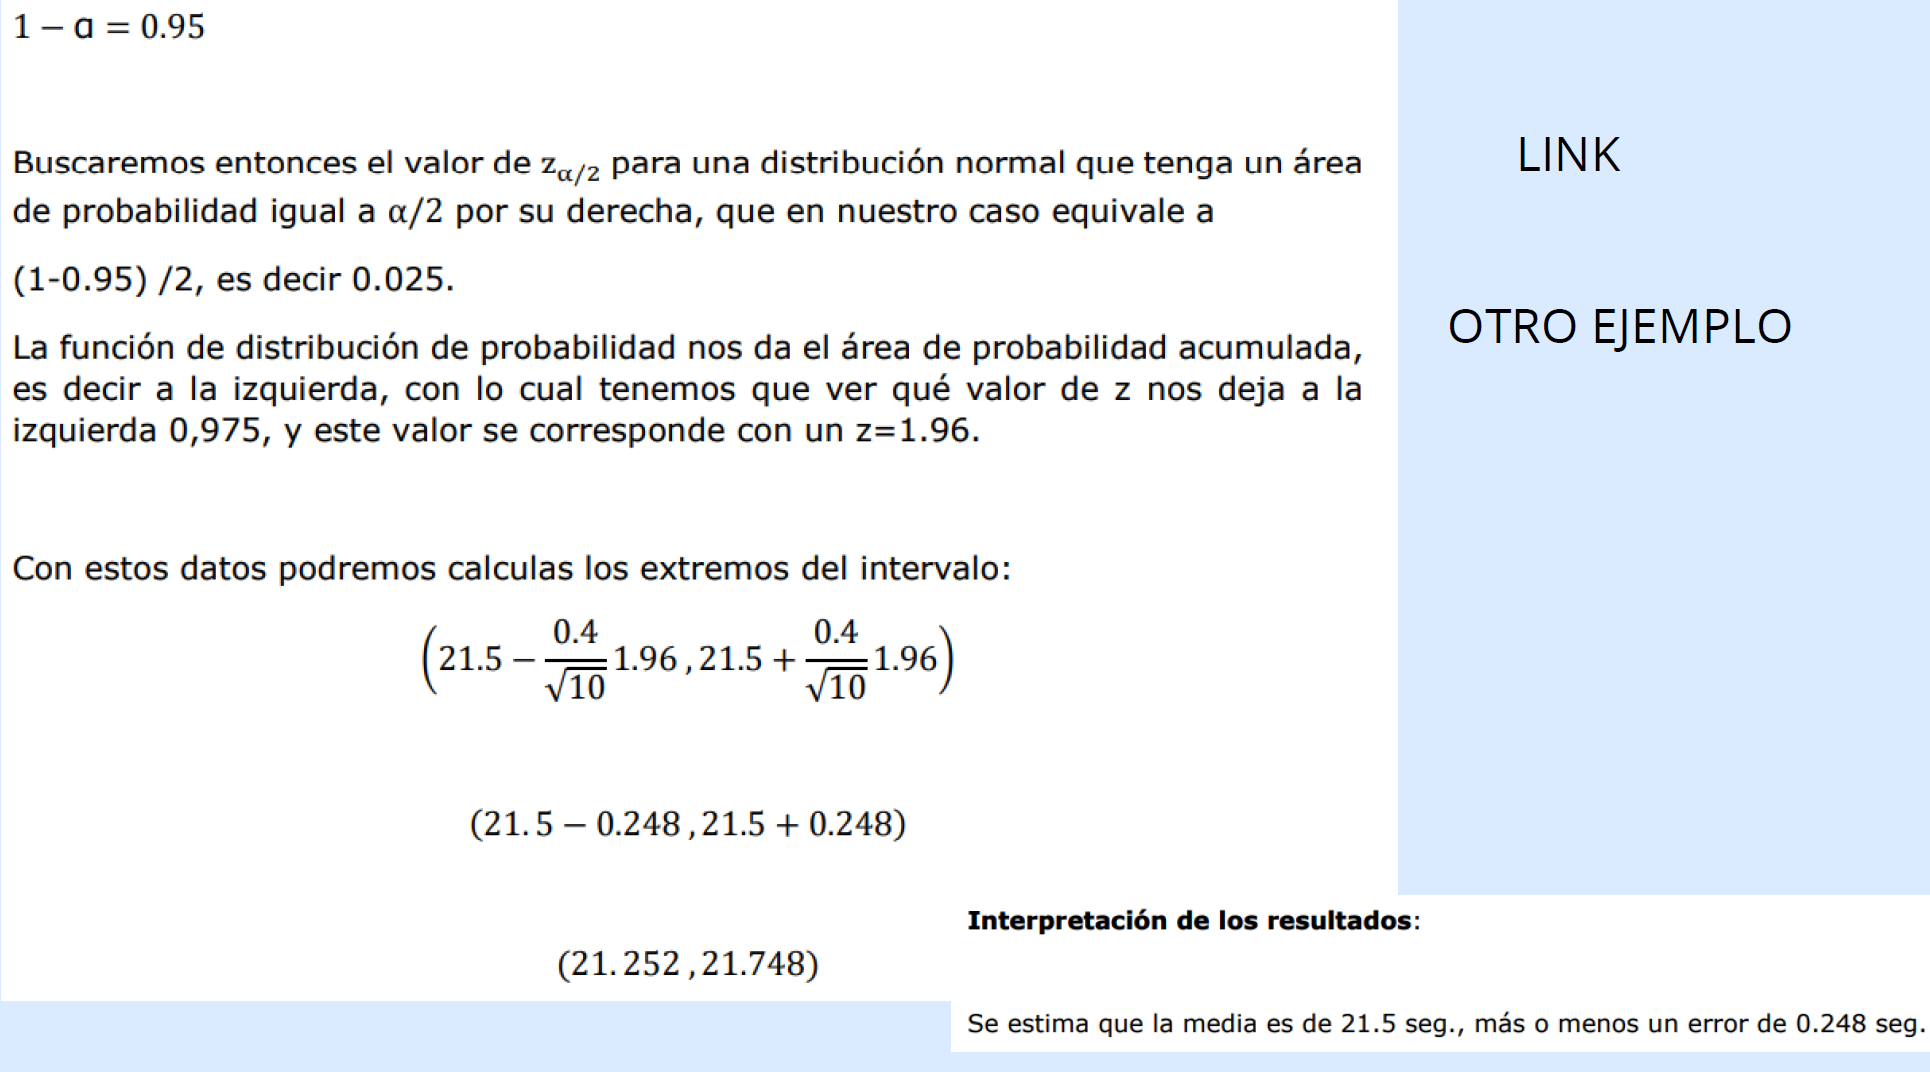 1 − α = 0.95
Buscaremos entonces el valor de z_{α/2} para una distribución normal que tenga un área
de probabilidad igual a α/2 por su derecha, que en nuestro caso equivale a
(1-0.95) /2, es decir 0.025.
La función de distribución de probabilidad nos da el área de probabilidad acumulada,
es decir a la izquierda, con lo cual tenemos que ver qué valor de z nos deja a la
izquierda 0,975, y este valor se corresponde con un z=1.96.
Con estos datos podremos calculas los extremos del intervalo:
(21.5 − 0.4/√10 1.96 , 21.5 + 0.4/√10 1.96)
(21.5 − 0.248 , 21.5 + 0.248)
(21.252 , 21.748)
LINK
OTRO EJEMPLO
Interpretación de los resultados:
Se estima que la media es de 21.5 seg., más o menos un error de 0.248 seg.